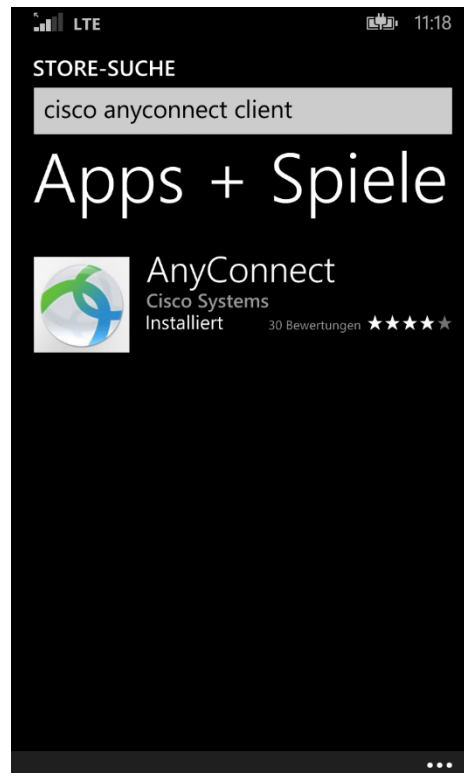 LTE 11:18
STORE-SUCHE
cisco anyconnect client
Apps + Spiele
AnyConnect
Cisco Systems
Installiert 30 Bewertungen